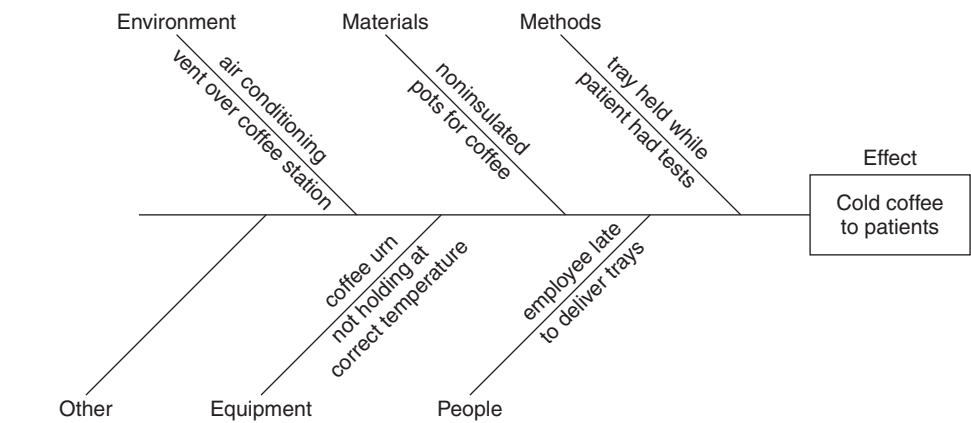 Environment
Materials
Methods
air conditioning
vent over coffee station
noninsulated
pots for coffee
tray held while
patient had tests
Effect
Cold coffee
to patients
coffee urn
not holding at
correct temperature
employee late
to deliver trays
Other
Equipment
People